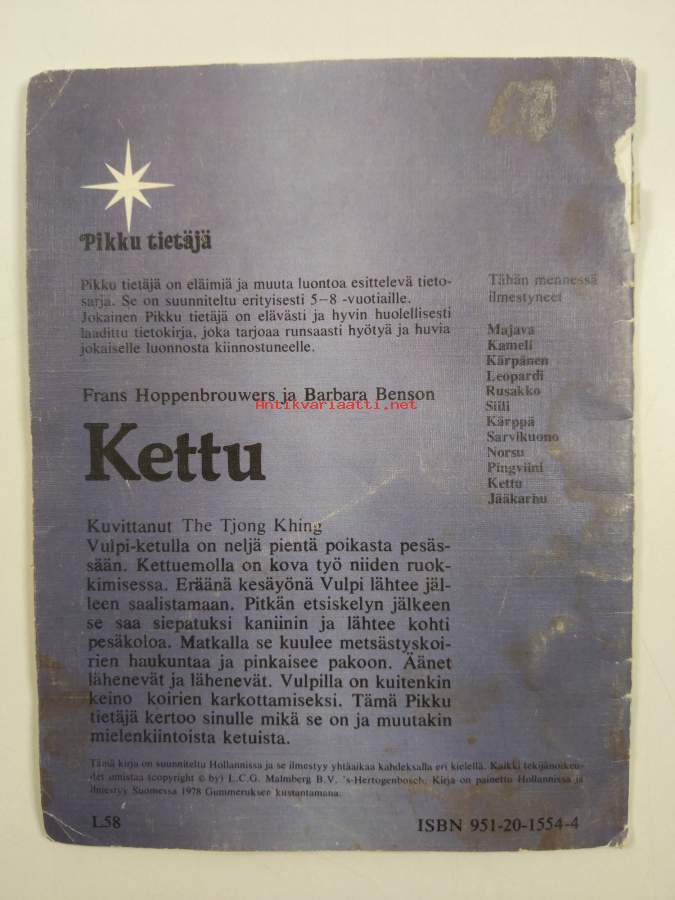 Pikku tietäjä
Pikku tietäjä on eläimiä ja muuta luontoa esittelevä tieto-
sarja. Se on suunniteltu erityisesti 5–8 -vuotiaille.
Jokainen Pikku tietäjä on elävästi ja hyvin huolellisesti
laadittu tietokirja, joka tarjoaa runsaasti hyötyä ja huvia
jokaiselle luonnosta kiinnostuneelle.
Frans Hoppenbrouwers ja Barbara Benson
Antikvariaatti.net
Kettu
Kuvittanut The Tjong Khing
Vulpi-ketulla on neljä pientä poikasta pesäs-
sään. Kettuemolla on kova työ niiden ruok-
kimisessa. Eräänä kesäyönä Vulpi lähtee jäl-
leen saalistamaan. Pitkän etsiskelyn jälkeen
se saa siepatuksi kaniinin ja lähtee kohti
pesäkoloa. Matkalla se kuulee metsästyskoi-
rien haukuntaa ja pinkaisee pakoon. Äänet
lähenevät ja lähenevät. Vulpilla on kuitenkin
keino koirien karkottamiseksi. Tämä Pikku
tietäjä kertoo sinulle mikä se on ja muutakin
mielenkiintoista ketuista.
Tähän mennessä
ilmestyneet
Majava
Kameli
Kärpänen
Leopardi
Rusakko
Siili
Kärppä
Sarvikuono
Norsu
Pingviini
Kettu
Jääkarhu
Tämä kirja on suunniteltu Hollannissa ja se ilmestyy yhtäaikaa kahdeksalla eri kielellä. Kaikki tekijänoikeu-
det omistaa (copyright © by) L.C.G. Malmberg B.V. 's-Hertogenbosch. Kirja on painettu Hollannissa ja
ilmestyy Suomessa 1978 Gummeruksen kustantamana.
L58
ISBN 951-20-1554-4